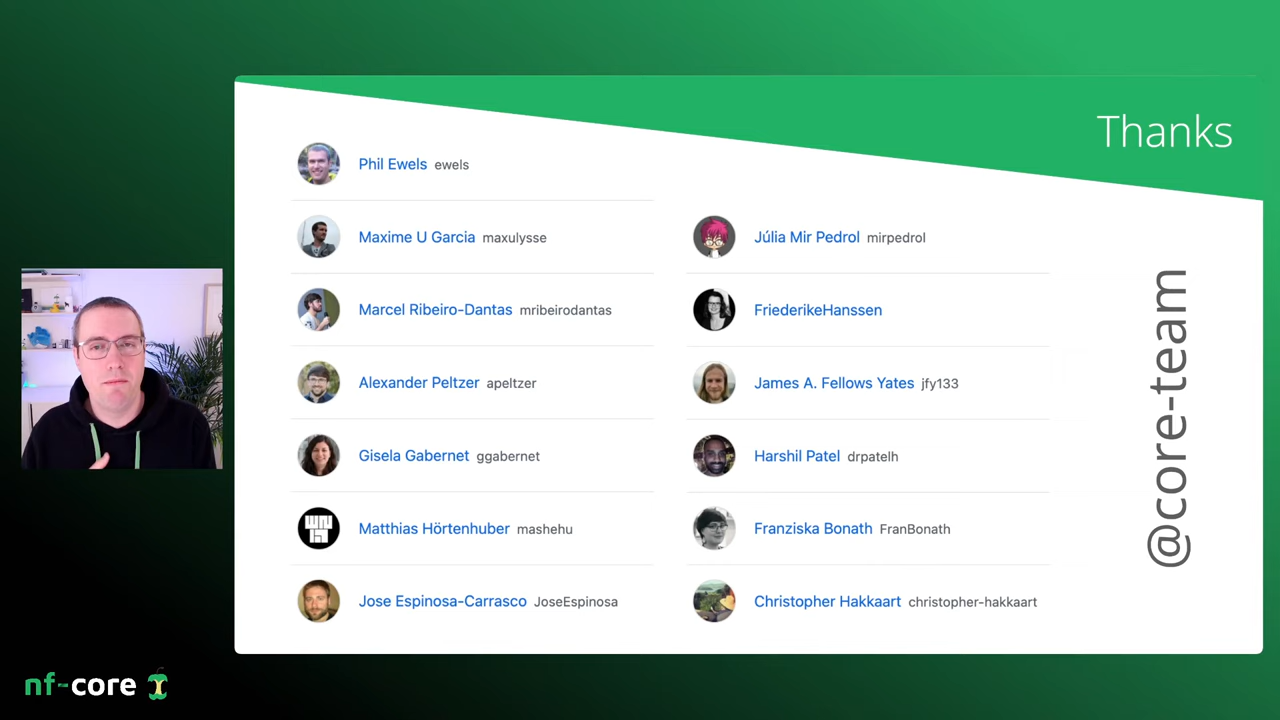 Thanks
Phil Ewels ewels
Maxime U Garcia maxulysse
Marcel Ribeiro-Dantas mribeirodantas
Alexander Peltzer apeltzer
Gisela Gabernet ggabernet
Matthias Hörtenhuber mashehu
Jose Espinosa-Carrasco JoseEspinosa
Júlia Mir Pedrol mirpedrol
FriederikeHanssen
James A. Fellows Yates jfy133
Harshil Patel drpatelh
Franziska Bonath FranBonath
Christopher Hakkaart christopher-hakkaart
@core-team
nf-core